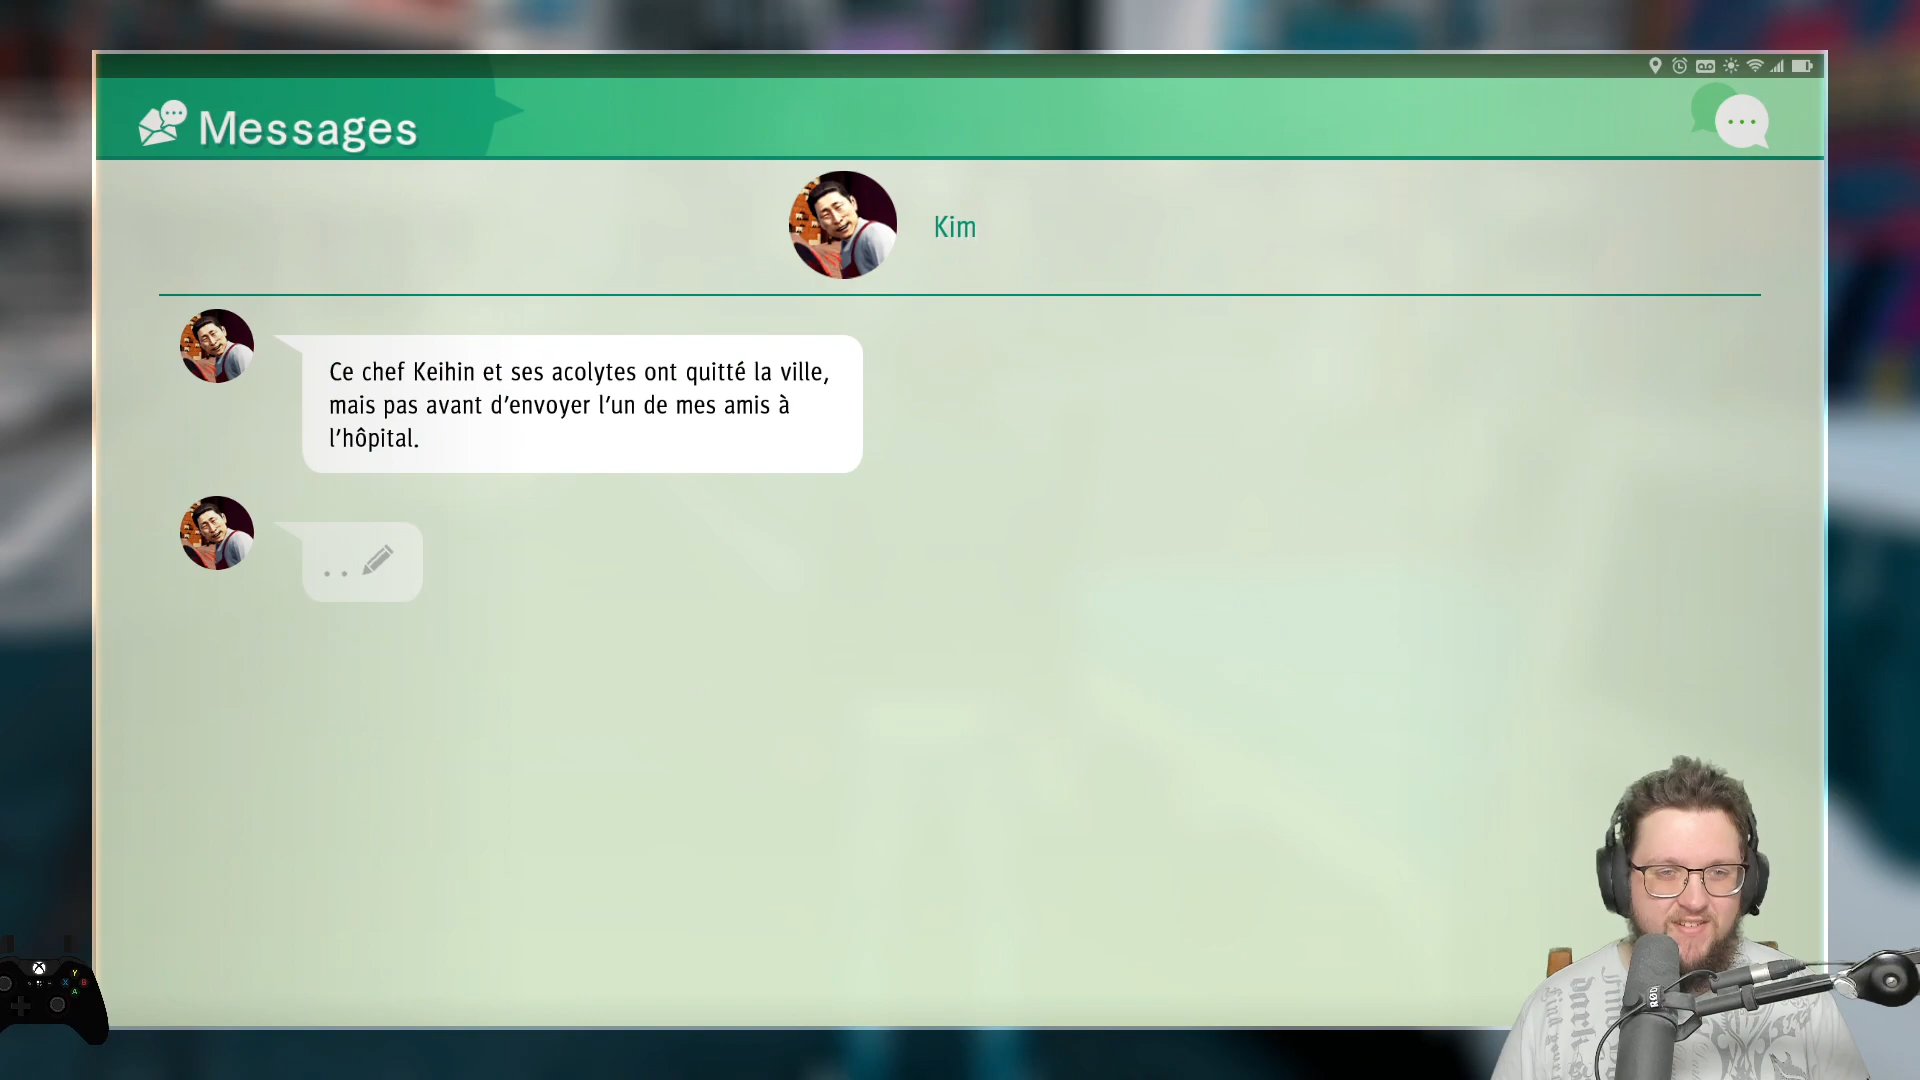 Messages
Kim
Ce chef Keihin et ses acolytes ont quitté la ville,
mais pas avant d'envoyer l'un de mes amis à
l'hôpital.
RØDE